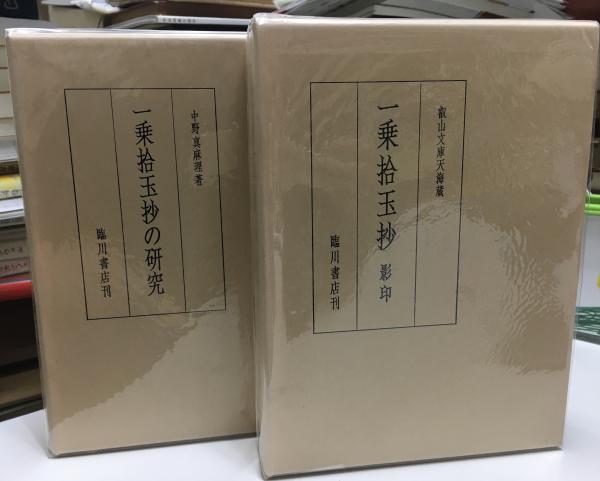 中野真麻理著
一乗拾玉抄の研究
臨川書店刊
叡山文庫天海蔵
一乗拾玉抄 影印
臨川書店刊